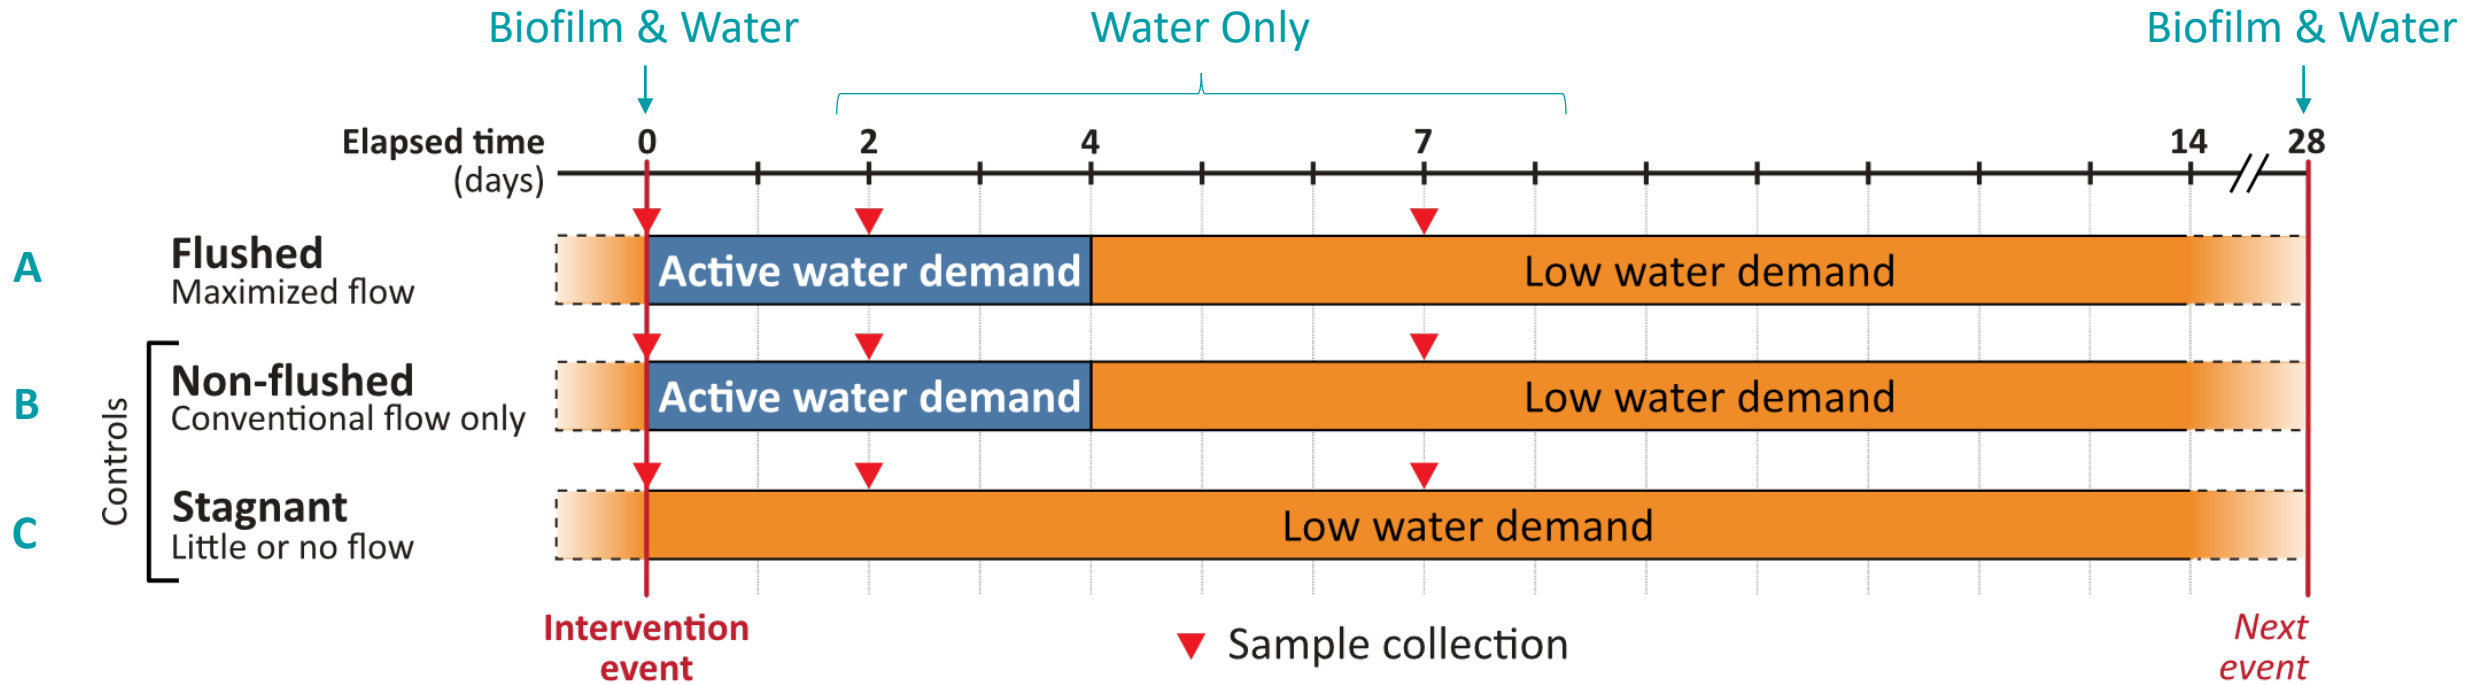 Biofilm & Water
Water Only
Biofilm & Water
Elapsed time
(days)
0
2
4
7
14
28
A
Flushed
Maximized flow
Active water demand
Low water demand
Controls
B
Non-flushed
Conventional flow only
Active water demand
Low water demand
C
Stagnant
Little or no flow
Low water demand
Intervention
event
Sample collection
Next
event